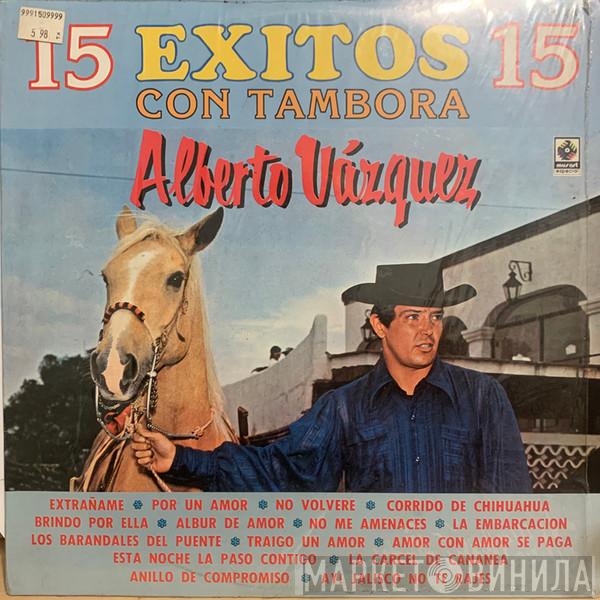 9991509999
5 98
15 EXITOS 15
CON TAMBORA
Alberto Vázquez
musart
especial
EXTRAÑAME * POR UN AMOR * NO VOLVERE * CORRIDO DE CHIHUAHUA
BRINDO POR ELLA * ALBUR DE AMOR * NO ME AMENACES * LA EMBARCACION
LOS BARANDALES DEL PUENTE * TRAIGO UN AMOR * AMOR CON AMOR SE PAGA
ESTA NOCHE LA PASO CONTIGO * LA CARCEL DE CANANEA
ANILLO DE COMPROMISO * AY! JALISCO NO TE RAJES
МАРКЕТ ВИНИЛА